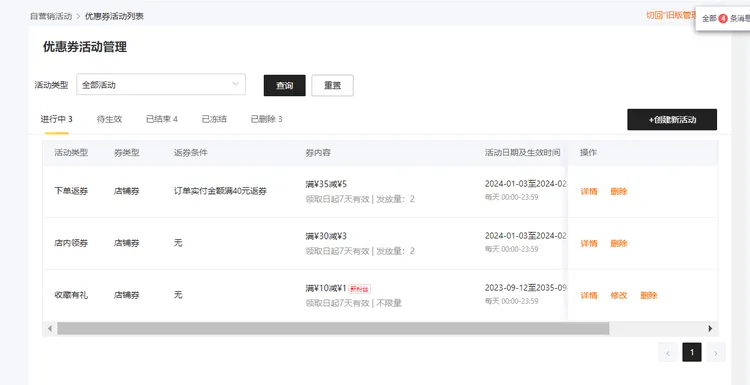 自营销活动 > 优惠券活动列表
切回"旧版管理
全部 4 条消息
优惠券活动管理
活动类型 全部活动 查询 重置
进行中 3 待生效 已结束 4 已冻结 已删除 3 +创建新活动
活动类型 券类型 返券条件 券内容 活动日期及生效时间 操作
下单返券 店铺券 订单实付金额满40元返券 满¥35减¥5 2024-01-03至2024-02- 详情 删除
领取日起7天有效 | 发放量：2 每天 00:00-23:59
店内领券 店铺券 无 满¥30减¥3 2024-01-03至2024-02- 详情 删除
领取日起7天有效 | 发放量：2 每天 00:00-23:59
收藏有礼 店铺券 无 满¥10减¥1 2023-09-12至2035-09 详情 修改 删除
领取日起7天有效 | 不限量 每天 00:00-23:59
‹ 1 ›